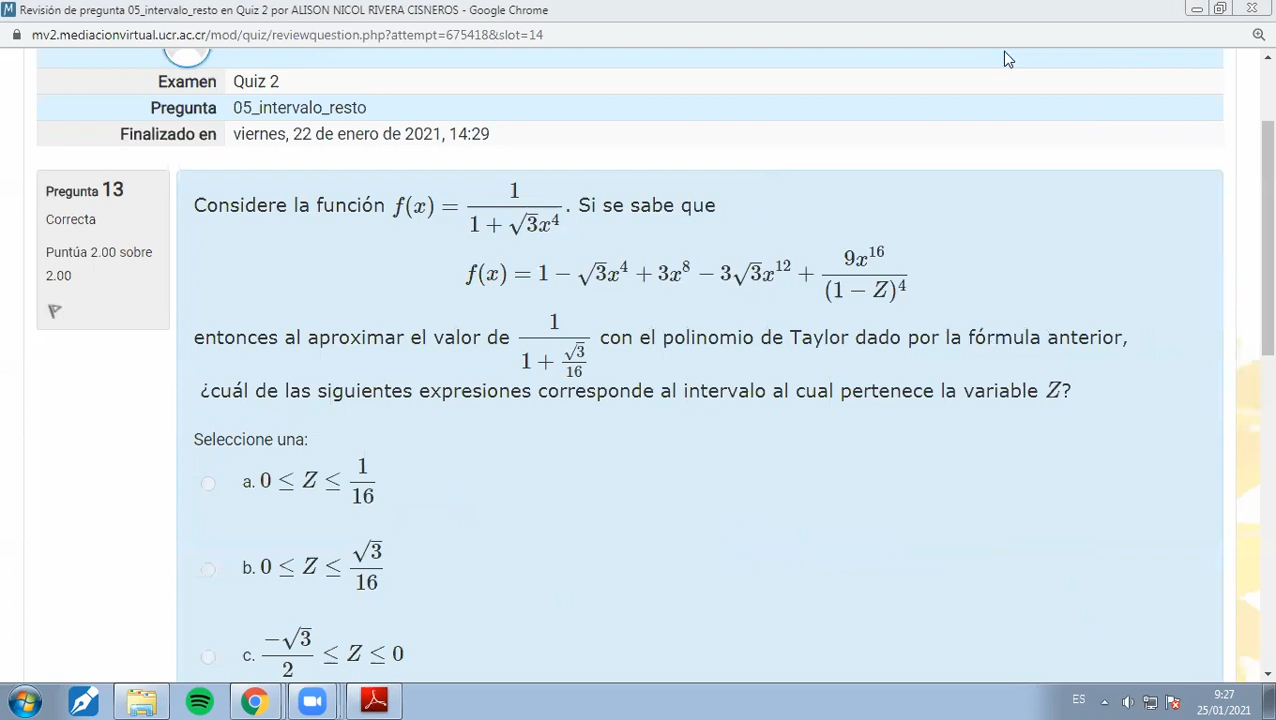 Revisión de pregunta 05_intervalo_resto en Quiz 2 por ALISON NICOL RIVERA CISNEROS - Google Chrome
mv2.mediacionvirtual.ucr.ac.cr/mod/quiz/reviewquestion.php?attempt=675418&slot=14
Examen Quiz 2
Pregunta 05_intervalo_resto
Finalizado en viernes, 22 de enero de 2021, 14:29
Pregunta 13
Correcta
Puntúa 2.00 sobre
2.00
Considere la función f(x) = 1/(1 + √3x⁴). Si se sabe que
f(x) = 1 − √3x⁴ + 3x⁸ − 3√3x¹² + 9x¹⁶/(1 − Z)⁴
entonces al aproximar el valor de 1/(1 + √3/16) con el polinomio de Taylor dado por la fórmula anterior,
¿cuál de las siguientes expresiones corresponde al intervalo al cual pertenece la variable Z?
Seleccione una:
a. 0 ≤ Z ≤ 1/16
b. 0 ≤ Z ≤ √3/16
c. −√3/2 ≤ Z ≤ 0
ES
9:27
25/01/2021